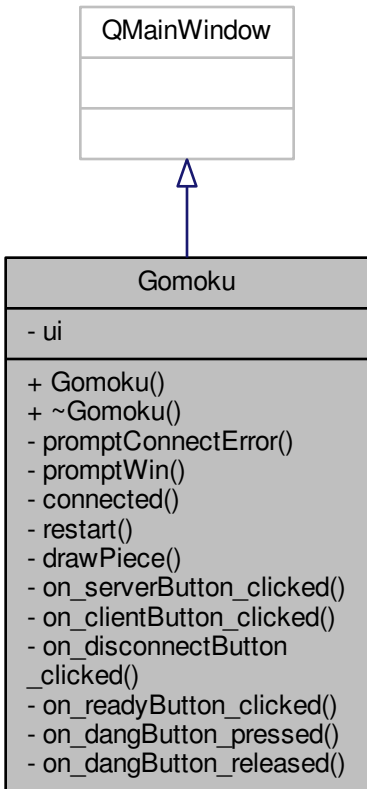 QMainWindow
Gomoku
- ui
+ Gomoku()
+ ~Gomoku()
- promptConnectError()
- promptWin()
- connected()
- restart()
- drawPiece()
- on_serverButton_clicked()
- on_clientButton_clicked()
- on_disconnectButton
_clicked()
- on_readyButton_clicked()
- on_dangButton_pressed()
- on_dangButton_released()